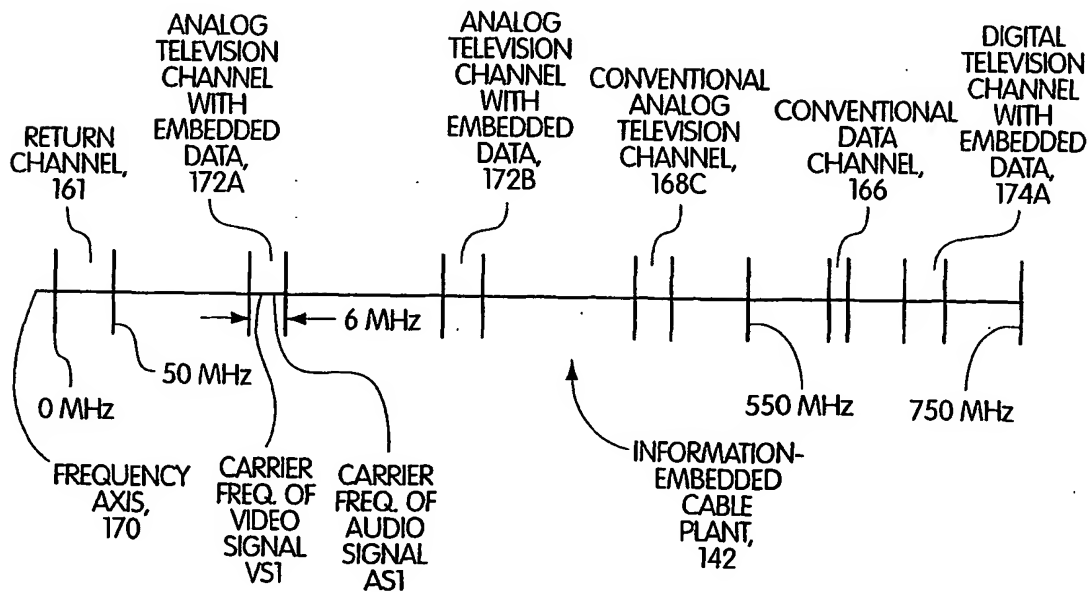 RETURN
CHANNEL,
161
ANALOG
TELEVISION
CHANNEL
WITH
EMBEDDED
DATA,
172A
ANALOG
TELEVISION
CHANNEL
WITH
EMBEDDED
DATA,
172B
CONVENTIONAL
ANALOG
TELEVISION
CHANNEL,
168C
CONVENTIONAL
DATA
CHANNEL,
166
DIGITAL
TELEVISION
CHANNEL
WITH
EMBEDDED
DATA,
174A
6 MHz
0 MHz
50 MHz
550 MHz
750 MHz
FREQUENCY
AXIS,
170
CARRIER
FREQ. OF
VIDEO
SIGNAL
VS1
CARRIER
FREQ. OF
AUDIO
SIGNAL
AS1
INFORMATION-
EMBEDDED
CABLE
PLANT,
142